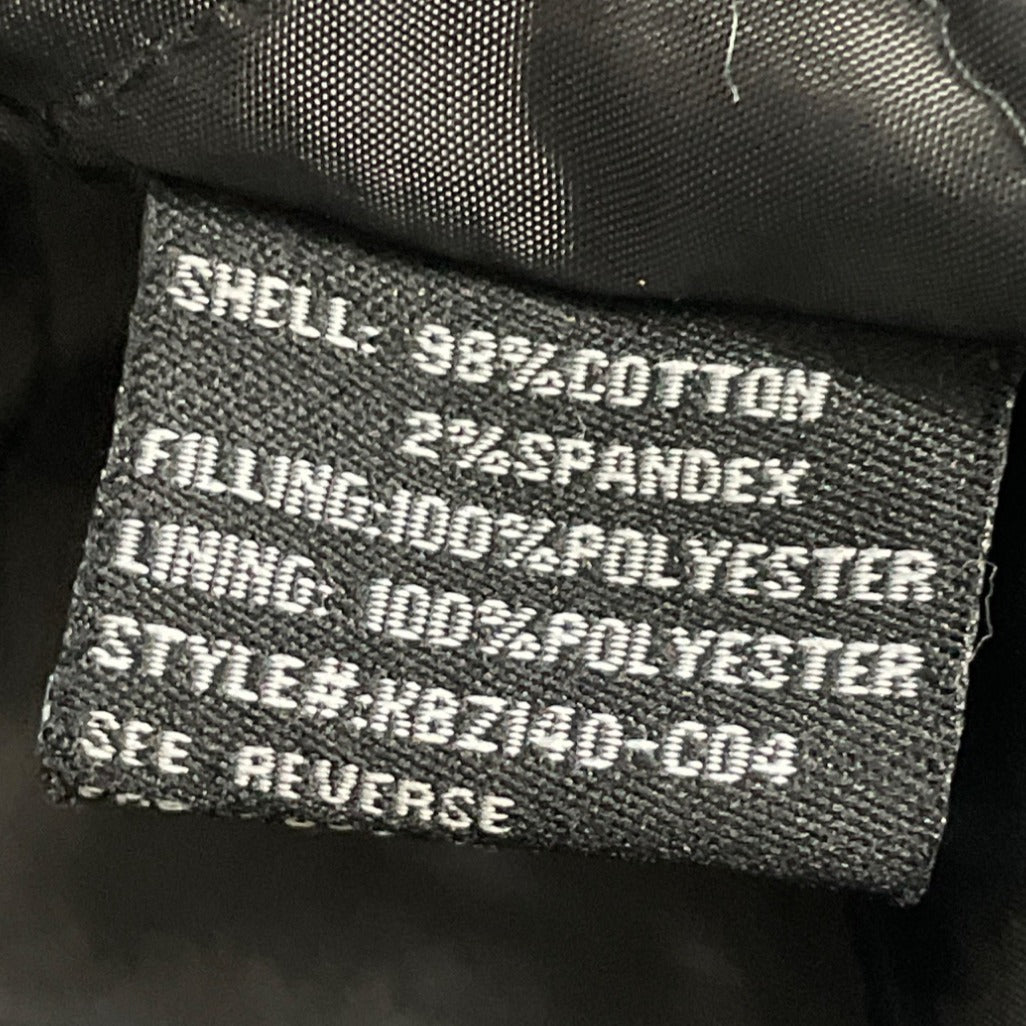 SHELL: 98%COTTON
2%SPANDEX
FILLING:100%POLYESTER
LINING: 100%POLYESTER
STYLE#:KBZ140-C04
SEE REVERSE